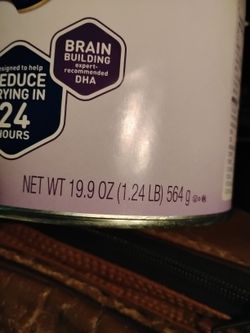 esigned to help
EDUCE
RYING IN
24
HOURS
BRAIN
BUILDING
expert-
recommended
DHA
NET WT 19.9 OZ (1.24 LB) 564 g